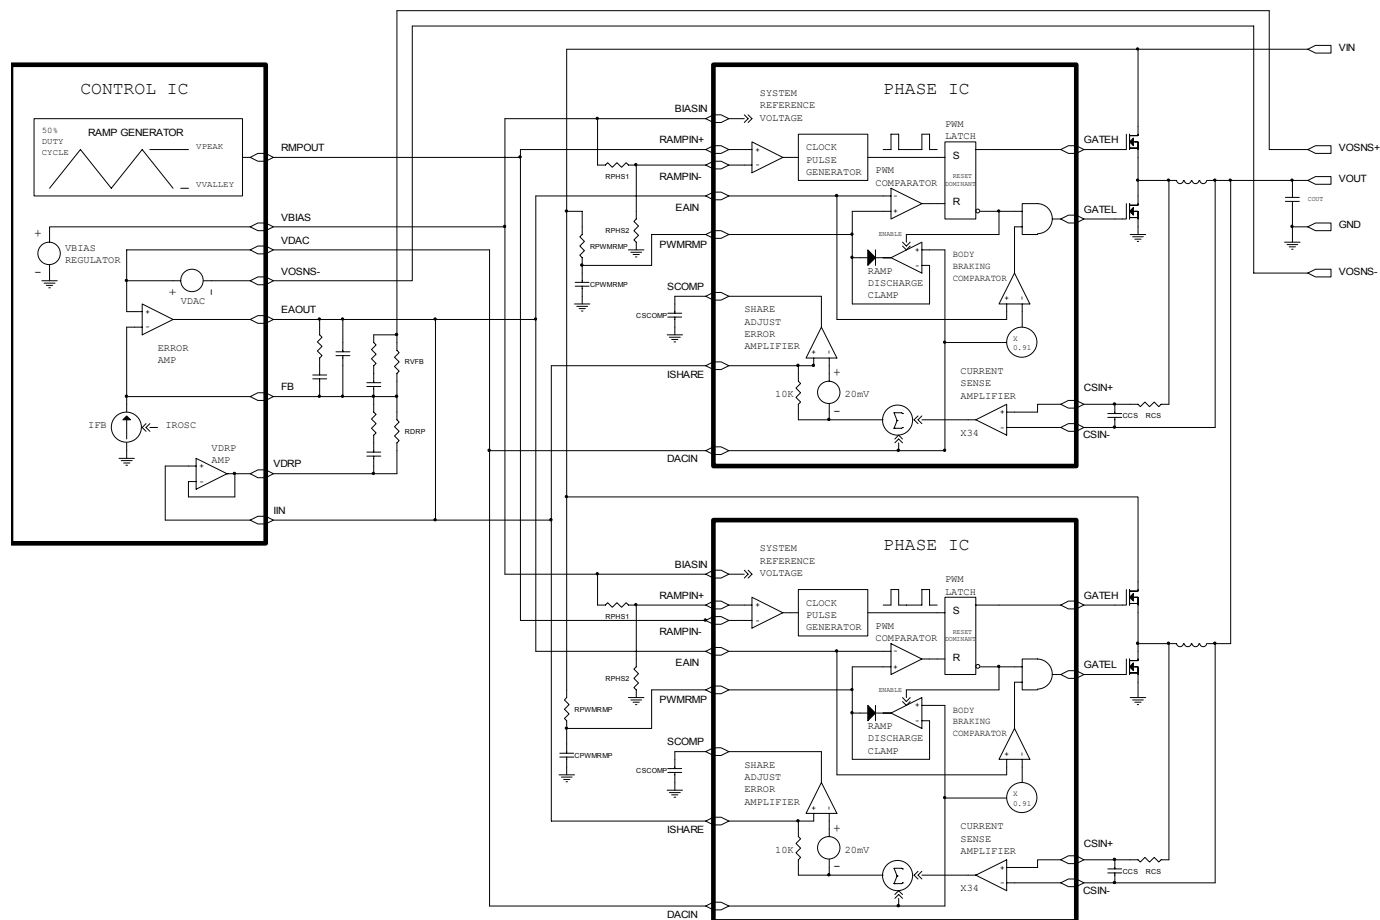 CONTROL IC
50%
DUTY
CYCLE
RAMP GENERATOR
VPEAK
VVALLEY
RMPOUT
VBIAS
+
-
VBIAS
REGULATOR
VDAC
VOSNS-
+
-
VDAC
EAOUT
+
-
ERROR
AMP
RVFB
FB
IFB
IROSC
RDRP
VDRP
AMP
+
-
VDRP
IIN
PHASE IC
BIASIN
SYSTEM
REFERENCE
VOLTAGE
RAMPIN+
RAMPIN-
RPHS1
RPHS2
+
-
CLOCK
PULSE
GENERATOR
PWM
LATCH
S
RESET
DOMINANT
R
PWM
COMPARATOR
-
+
EAIN
PWMRMP
RPWMRMP
CPWMRMP
ENABLE
+
-
RAMP
DISCHARGE
CLAMP
BODY
BRAKING
COMPARATOR
+
-
X
0.91
SCOMP
CSCOMP
SHARE
ADJUST
ERROR
AMPLIFIER
+
-
ISHARE
10K
+
-
20mV
Σ
CURRENT
SENSE
AMPLIFIER
+
-
X34
DACIN
GATEH
GATEL
CSIN+
CCS
RCS
CSIN-
VIN
VOSNS+
VOUT
COUT
GND
VOSNS-
PHASE IC
BIASIN
SYSTEM
REFERENCE
VOLTAGE
RAMPIN+
RPHS1
RAMPIN-
RPHS2
+
-
CLOCK
PULSE
GENERATOR
PWM
LATCH
S
RESET
DOMINANT
R
PWM
COMPARATOR
-
+
EAIN
PWMRMP
RPWMRMP
CPWMRMP
ENABLE
+
-
RAMP
DISCHARGE
CLAMP
BODY
BRAKING
COMPARATOR
+
-
X
0.91
SCOMP
CSCOMP
SHARE
ADJUST
ERROR
AMPLIFIER
+
-
ISHARE
10K
+
-
20mV
Σ
CURRENT
SENSE
AMPLIFIER
+
-
X34
DACIN
GATEH
GATEL
CSIN+
CCS
RCS
CSIN-